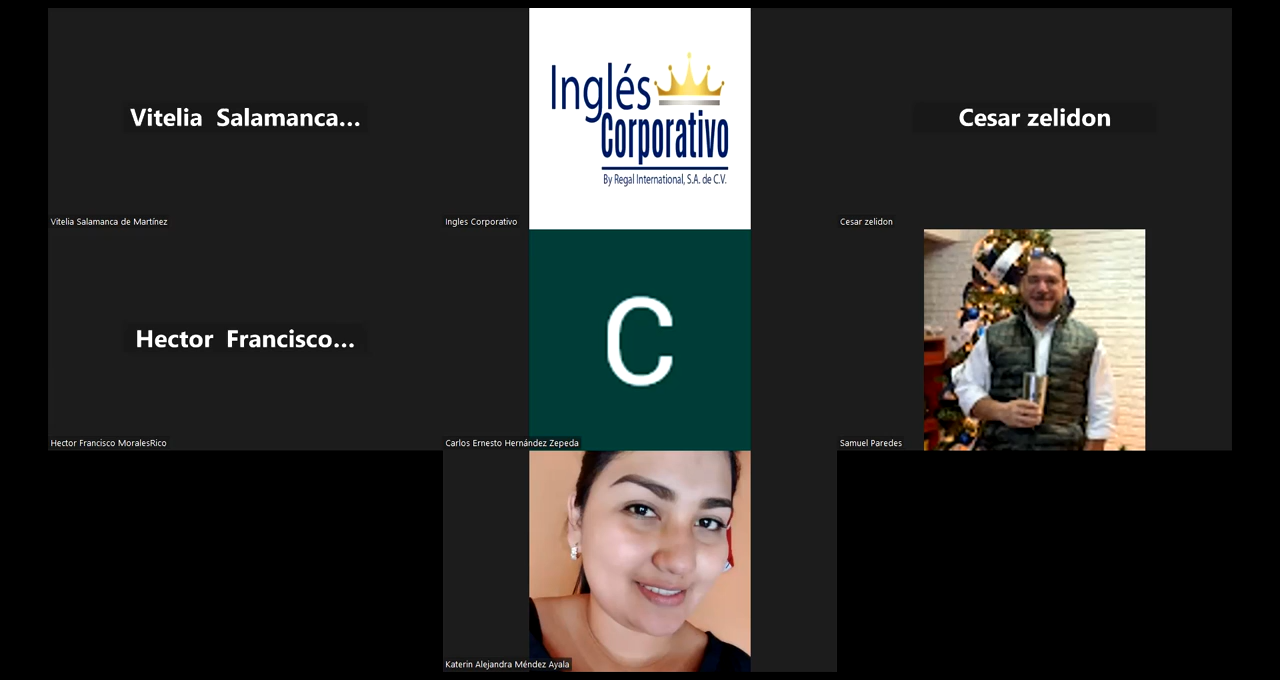 Vitelia Salamanca...
Vitelia Salamanca de Martínez
Inglés
Corporativo
By Regal International, S.A. de C.V.
Ingles Corporativo
Cesar zelidon
Cesar zelidon
Hector Francisco...
Hector Francisco MoralesRico
C
Carlos Ernesto Hernández Zepeda
Samuel Paredes
Katerin Alejandra Méndez Ayala